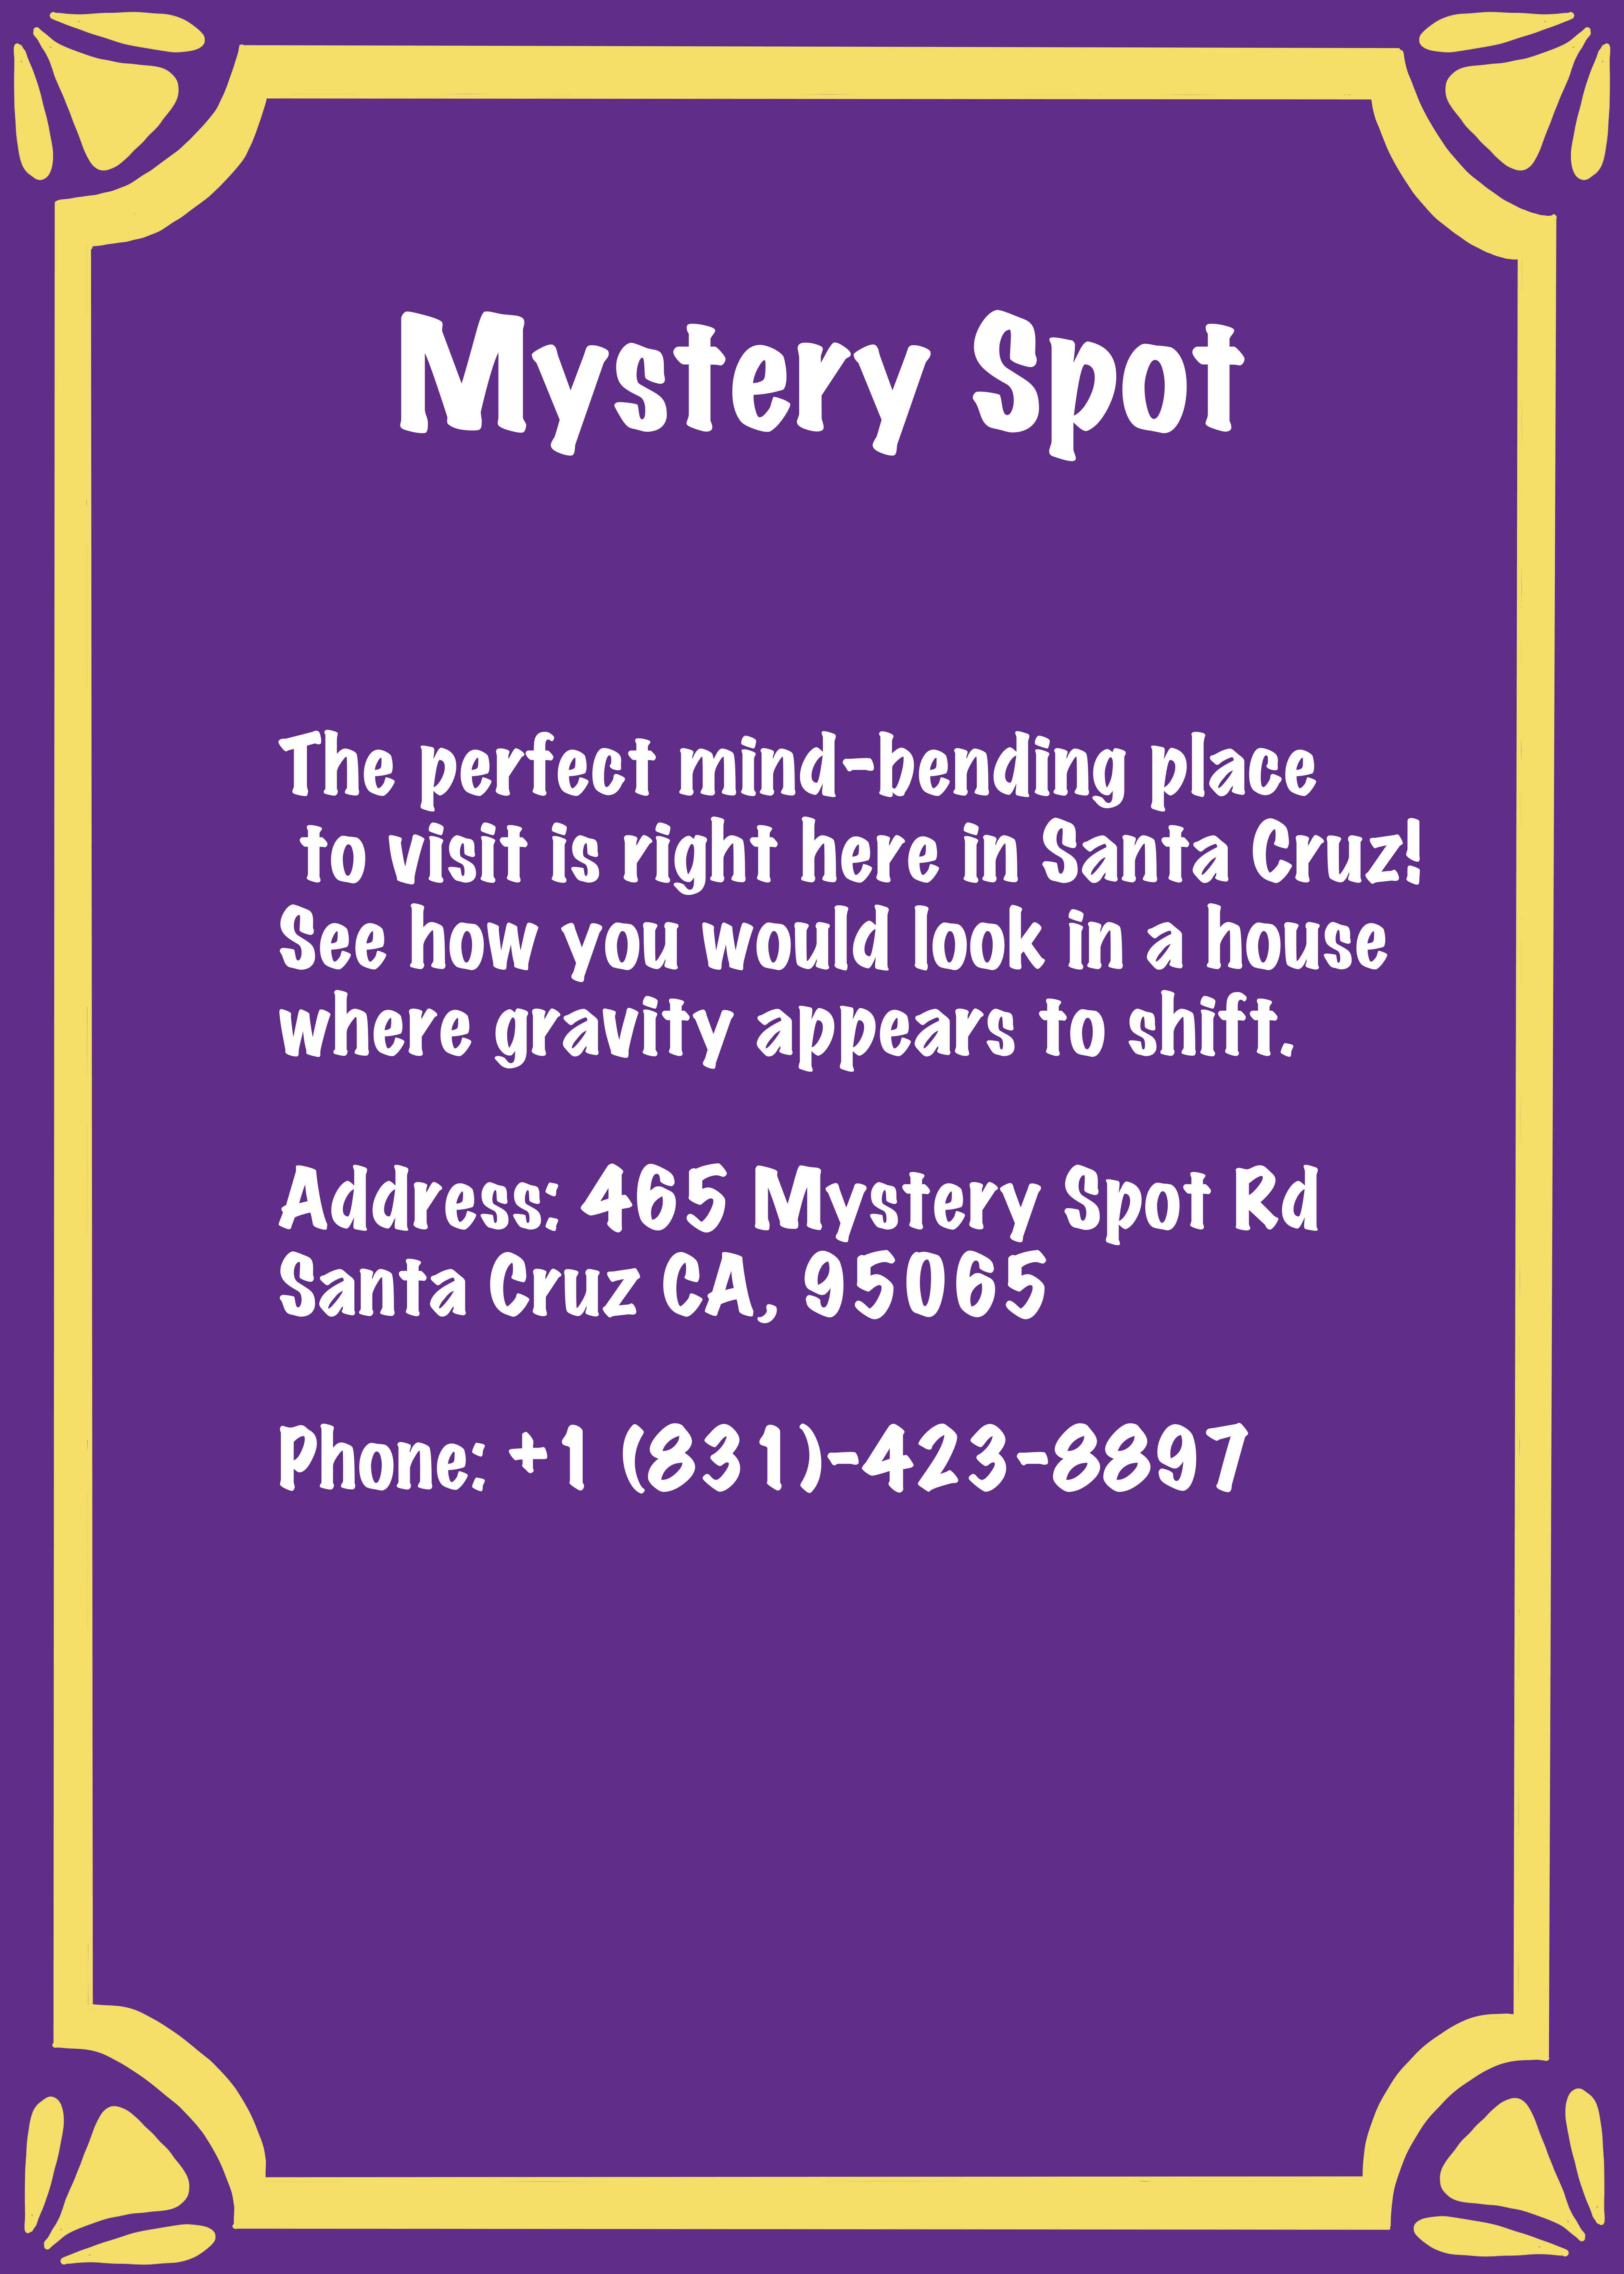 Mystery Spot
The perfect mind-bending place
to visit is right here in Santa Cruz!
See how you would look in a house
where gravity appears to shift.
Address: 465 Mystery Spot Rd
Santa Cruz CA, 95065
Phone: +1 (831)-423-8897